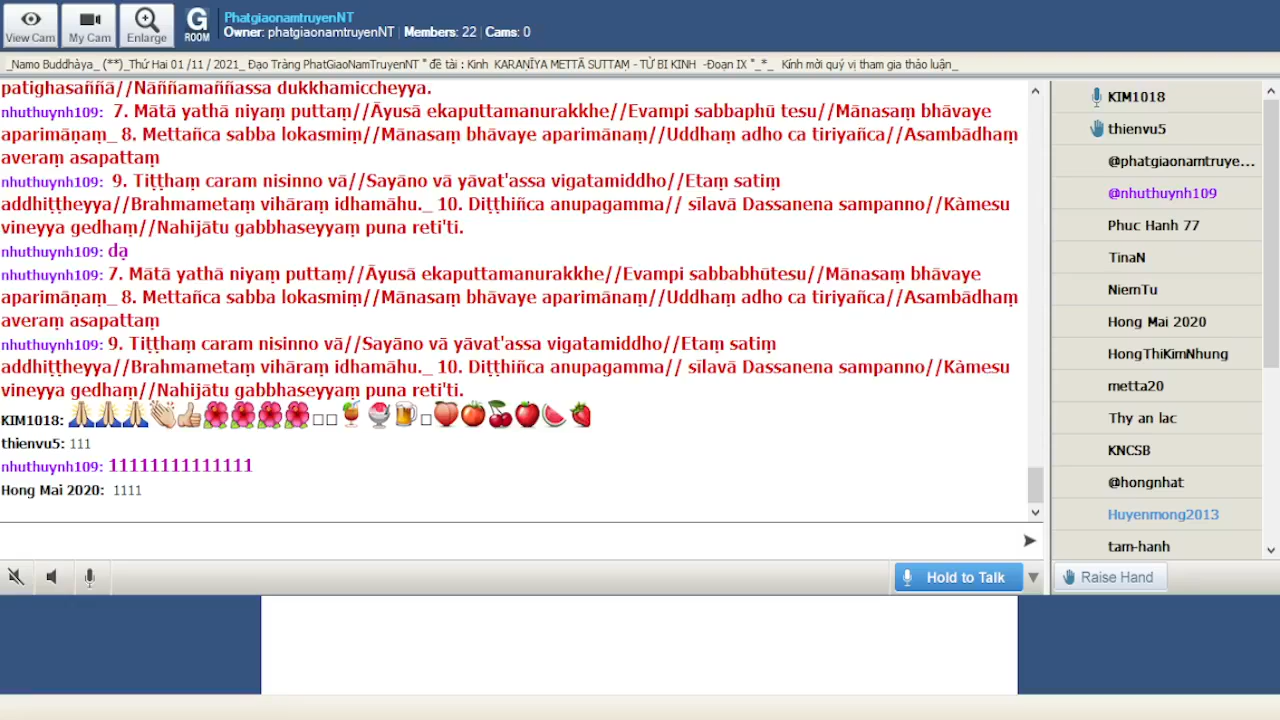 View Cam
My Cam
Enlarge
G ROOM
PhatgiaonamtruyenNT
Owner: phatgiaonamtruyenNT | Members: 22 | Cams: 0
_Namo Buddhàya_ (**)_Thứ Hai 01 /11 / 2021_ Đạo Tràng PhatGiaoNamTruyenNT " đề tài : Kinh KARAṆĪYA METTĀ SUTTAṂ - TỪ BI KINH -Đoạn IX "_*_ Kính mời quý vị tham gia thảo luận_
patighasaññā//Nāññamaññassa dukkhamiccheyya.
nhuthuynh109: 7. Mātā yathā niyaṃ puttaṃ//Āyusā ekaputtamanurakkhe//Evampi sabbaphū tesu//Mānasaṃ bhāvaye
aparimāṇaṃ_ 8. Mettañca sabba lokasmiṃ//Mānasaṃ bhāvaye aparimānaṃ//Uddhaṃ adho ca tiriyañca//Asambādhaṃ
averaṃ asapattaṃ
nhuthuynh109: 9. Tiṭṭhaṃ caram nisinno vā//Sayāno vā yāvat'assa vigatamiddho//Etaṃ satiṃ
addhiṭṭheyya//Brahmametaṃ vihāraṃ idhamāhu._ 10. Diṭṭhiñca anupagamma// sīlavā Dassanena sampanno//Kàmesu
vineyya gedhaṃ//Nahijātu gabbhaseyyaṃ puna reti'ti.
nhuthuynh109: dạ
nhuthuynh109: 7. Mātā yathā niyaṃ puttaṃ//Āyusā ekaputtamanurakkhe//Evampi sabbabhūtesu//Mānasaṃ bhāvaye
aparimāṇaṃ_ 8. Mettañca sabba lokasmiṃ//Mānasaṃ bhāvaye aparimānaṃ//Uddhaṃ adho ca tiriyañca//Asambādhaṃ
averaṃ asapattaṃ
nhuthuynh109: 9. Tiṭṭhaṃ caram nisinno vā//Sayāno vā yāvat'assa vigatamiddho//Etaṃ satiṃ
addhiṭṭheyya//Brahmametaṃ vihāraṃ idhamāhu._ 10. Diṭṭhiñca anupagamma// sīlavā Dassanena sampanno//Kàmesu
vineyya gedhaṃ//Nahijātu gabbhaseyyaṃ puna reti'ti.
KIM1018: 🙏🙏🙏👏👍🌺🌺🌺🌺□□🍹🍨🍺□🍑🍅🍒🍎🍉🍓
thienvu5: 111
nhuthuynh109: 11111111111111
Hong Mai 2020: 1111
Hold to Talk
KIM1018
thienvu5
@phatgiaonamtruye...
@nhuthuynh109
Phuc Hanh 77
TinaN
NiemTu
Hong Mai 2020
HongThiKimNhung
metta20
Thy an lac
KNCSB
@hongnhat
Huyenmong2013
tam-hanh
Raise Hand